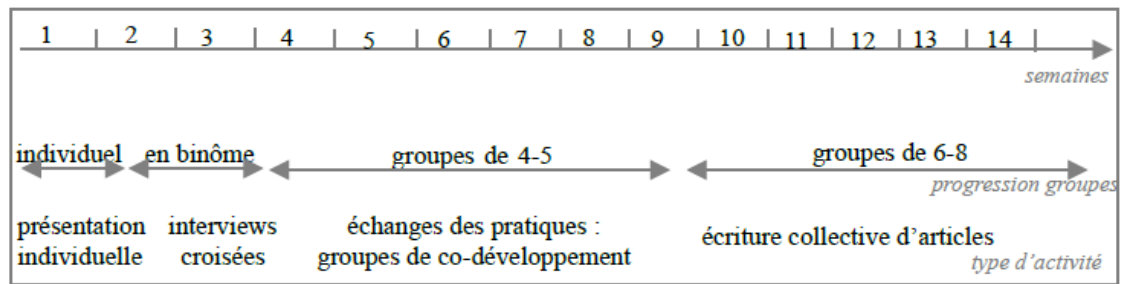 1 | 2 | 3 | 4 | 5 | 6 | 7 | 8 | 9 | 10 | 11 | 12 | 13 | 14 |
semaines
individuel en binôme groupes de 4-5 groupes de 6-8
progression groupes
présentation interviews échanges des pratiques : écriture collective d'articles
individuelle croisées groupes de co-développement type d'activité